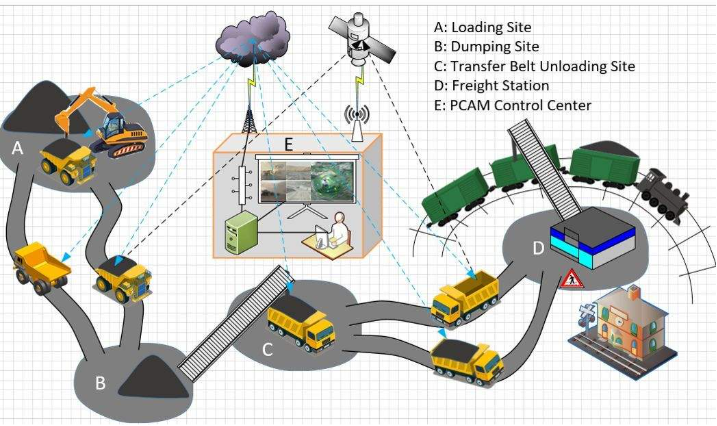 A: Loading Site
B: Dumping Site
C: Transfer Belt Unloading Site
D: Freight Station
E: PCAM Control Center
E
A
D
C
B